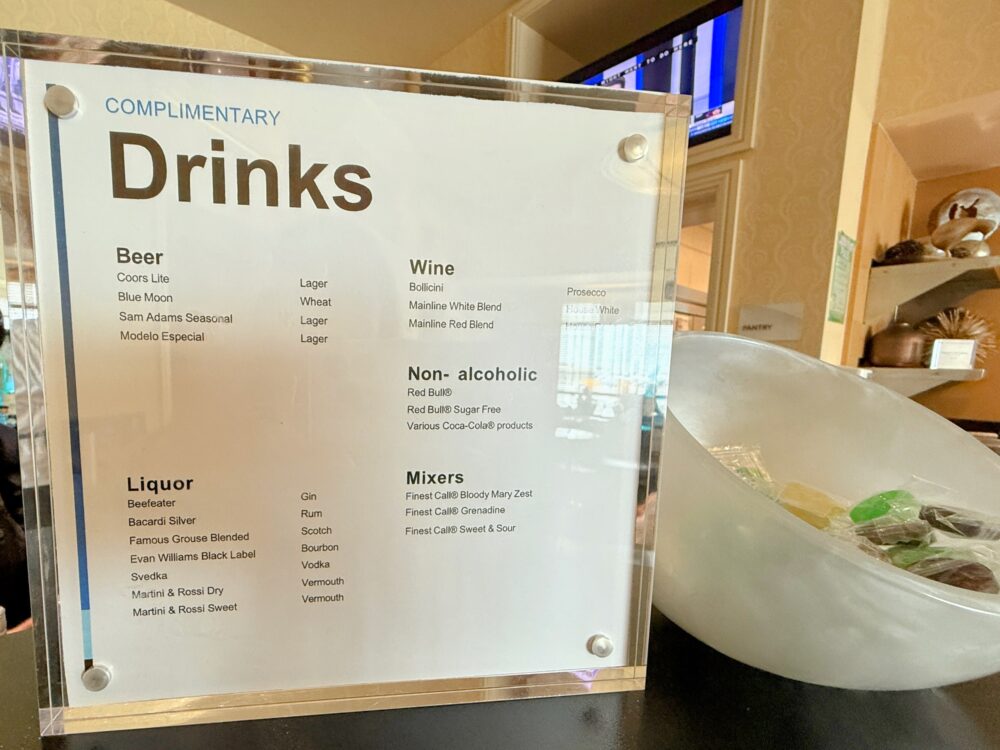 COMPLIMENTARY
Drinks
Beer
Coors Lite Lager
Blue Moon Wheat
Sam Adams Seasonal Lager
Modelo Especial Lager
Liquor
Beefeater Gin
Bacardi Silver Rum
Famous Grouse Blended Scotch
Evan Williams Black Label Bourbon
Svedka Vodka
Martini & Rossi Dry Vermouth
Martini & Rossi Sweet Vermouth
Wine
Bollicini Prosecco
Mainline White Blend House White
Mainline Red Blend
Non- alcoholic
Red Bull®
Red Bull® Sugar Free
Various Coca-Cola® products
Mixers
Finest Call® Bloody Mary Zest
Finest Call® Grenadine
Finest Call® Sweet & Sour
PANTRY